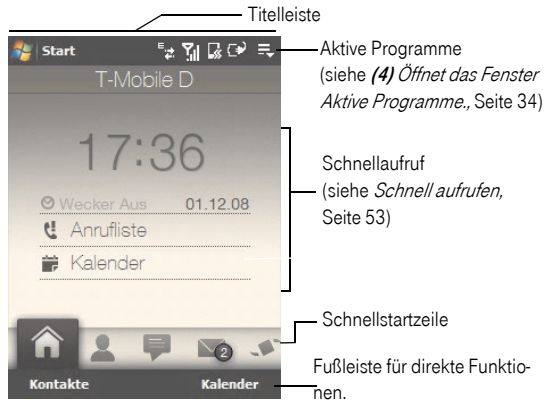 Titelleiste
Start
E
Aktive Programme
(siehe (4) Öffnet das Fenster
Aktive Programme., Seite 34)
T-Mobile D
17:36
Schnellaufruf
(siehe Schnell aufrufen,
Seite 53)
Wecker Aus 01.12.08
Anrufliste
Kalender
Schnellstartzeile
2
Fußleiste für direkte Funktio-
nen.
Kontakte Kalender